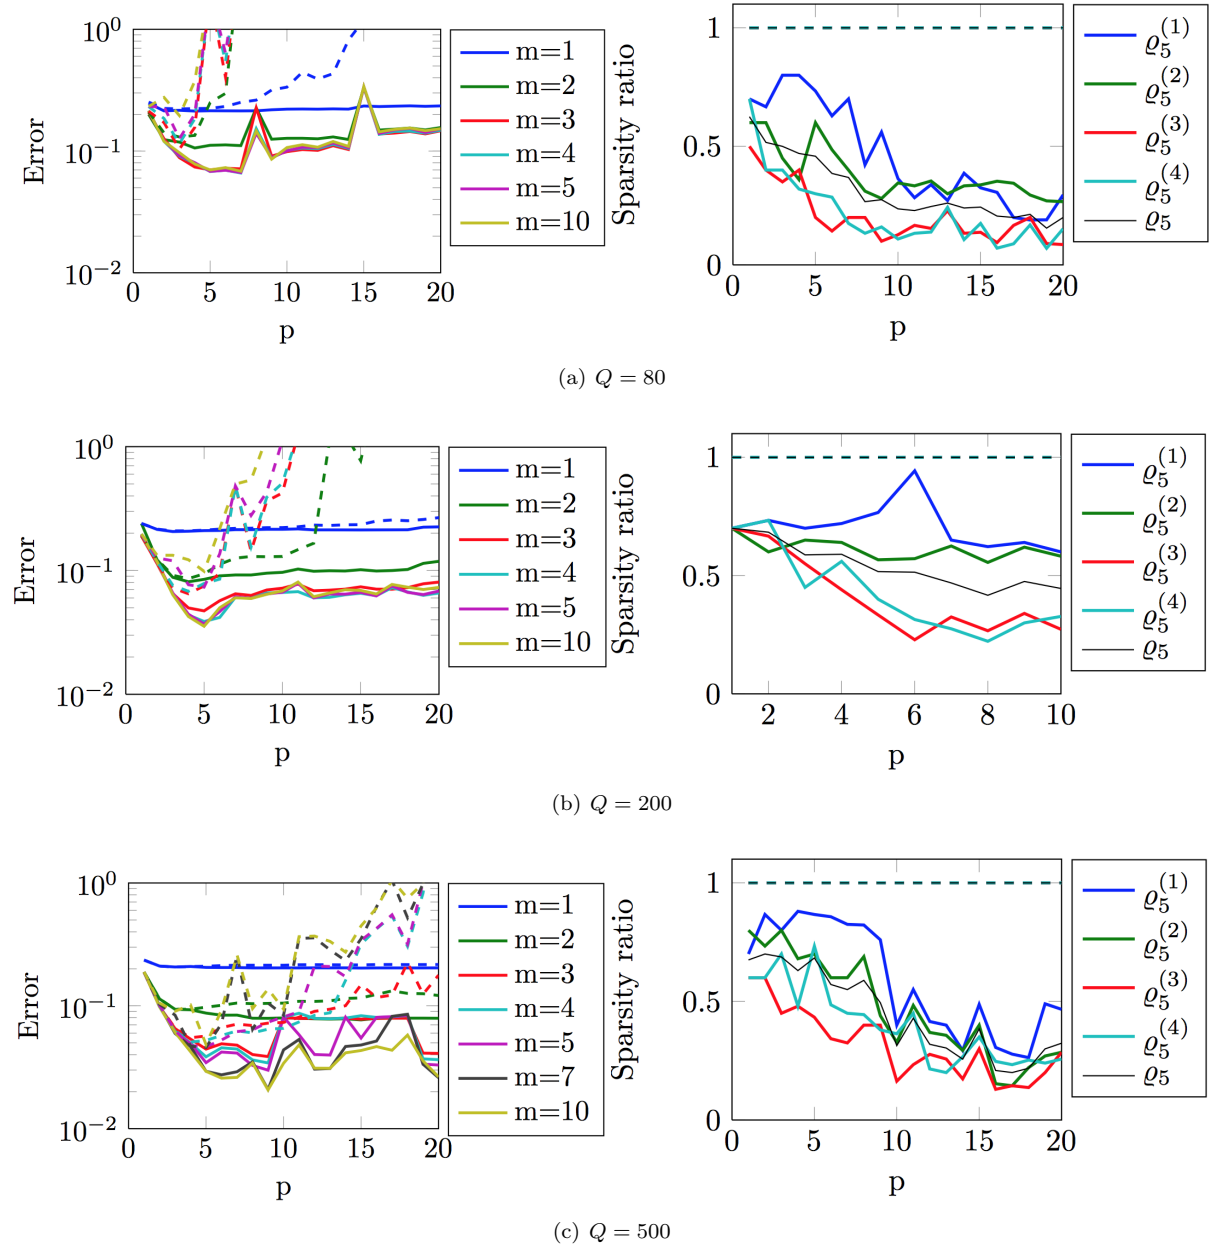 10^0
10^{-1}
10^{-2}
Error
0 5 10 15 20
p
m=1
m=2
m=3
m=4
m=5
m=10
Sparsity ratio
1
0.5
0
0 5 10 15 20
p
ϱ_5^{(1)}
ϱ_5^{(2)}
ϱ_5^{(3)}
ϱ_5^{(4)}
ϱ_5
(a) Q = 80
10^0
10^{-1}
10^{-2}
Error
0 5 10 15 20
p
m=1
m=2
m=3
m=4
m=5
m=10
Sparsity ratio
1
0.5
0
2 4 6 8 10
p
ϱ_5^{(1)}
ϱ_5^{(2)}
ϱ_5^{(3)}
ϱ_5^{(4)}
ϱ_5
(b) Q = 200
10^0
10^{-1}
10^{-2}
Error
0 5 10 15 20
p
m=1
m=2
m=3
m=4
m=5
m=7
m=10
Sparsity ratio
1
0.5
0
0 5 10 15 20
p
ϱ_5^{(1)}
ϱ_5^{(2)}
ϱ_5^{(3)}
ϱ_5^{(4)}
ϱ_5
(c) Q = 500